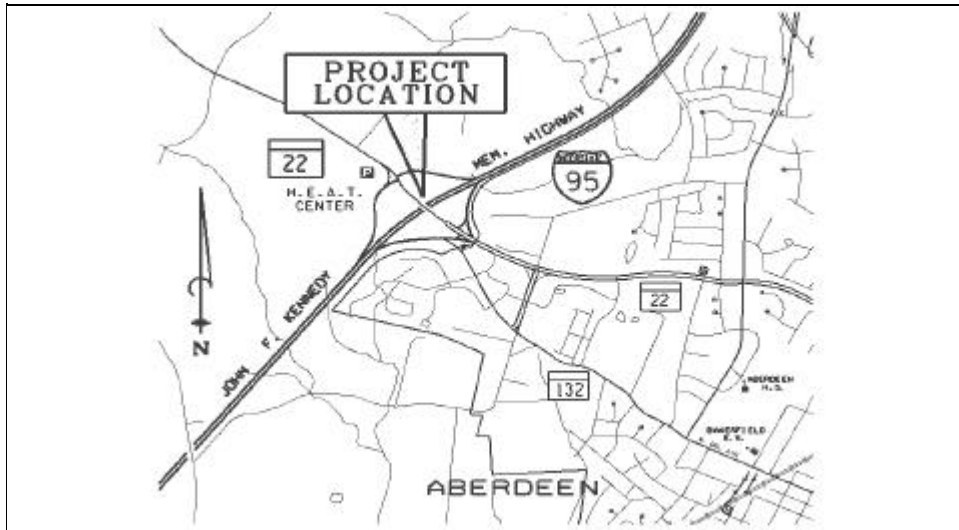 PROJECT
LOCATION
MEM. HIGHWAY
22
P
H.E.A.T.
CENTER
95
JOHN F. KENNEDY
N
22
132
ABERDEEN
H.S.
ABERDEEN